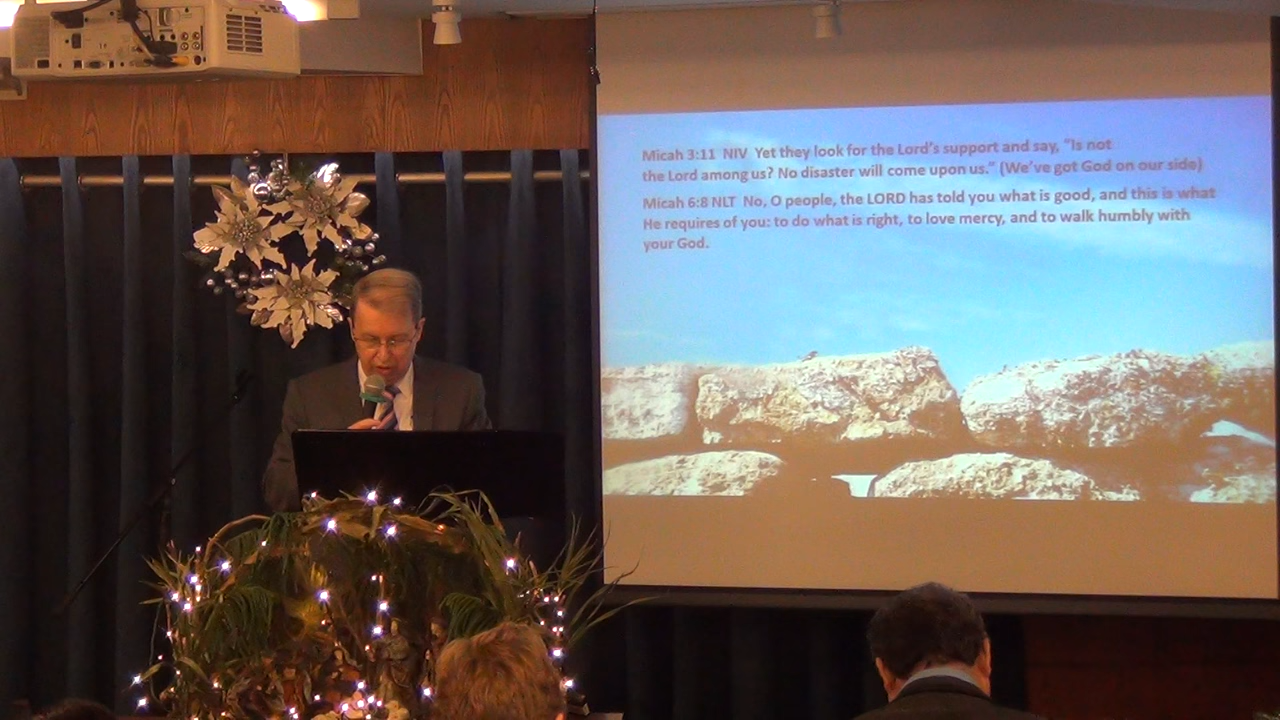 Micah 3:11 NIV Yet they look for the Lord's support and say, "Is not
the Lord among us? No disaster will come upon us." (We've got God on our side)
Micah 6:8 NLT No, O people, the LORD has told you what is good, and this is what
He requires of you: to do what is right, to love mercy, and to walk humbly with
your God.